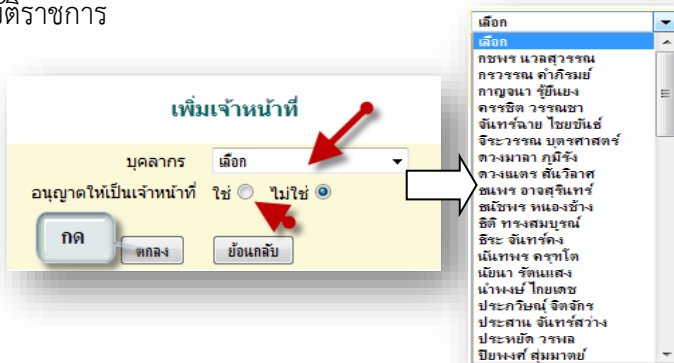 บัติราชการ
เพิ่มเจ้าหน้าที่
บุคลากร เลือก
อนุญาตให้เป็นเจ้าหน้าที่ ใช่ ไม่ใช่
กด
ตกลง ย้อนกลับ
เลือก
เลือก
กชพร นวลสุวรรณ
กรวรรณ คำภิรมย์
กาญจนา รู้ยืนยง
ครรชิต วรรณชา
จันทร์ฉาย ไชยขันธ์
จีระวรรณ บุตรศาสตร์
ดวงมาลา ภูมิรัง
ดวงเนตร สันวิลาศ
ธนพร อาจสุรินทร์
ธนัชพร หนองช้าง
ธิติ ทรงสมบูรณ์
ธีระ จันทร์คง
นันทพร ครุฑโต
นัยนา รัตนแสง
นำพงษ์ ไทยเดช
ประภวิษณุ์ จิตจักร
ประสาน จันทร์สว่าง
ประหยัด วรพล
ปิยพงศ์ สุ่มมาตย์